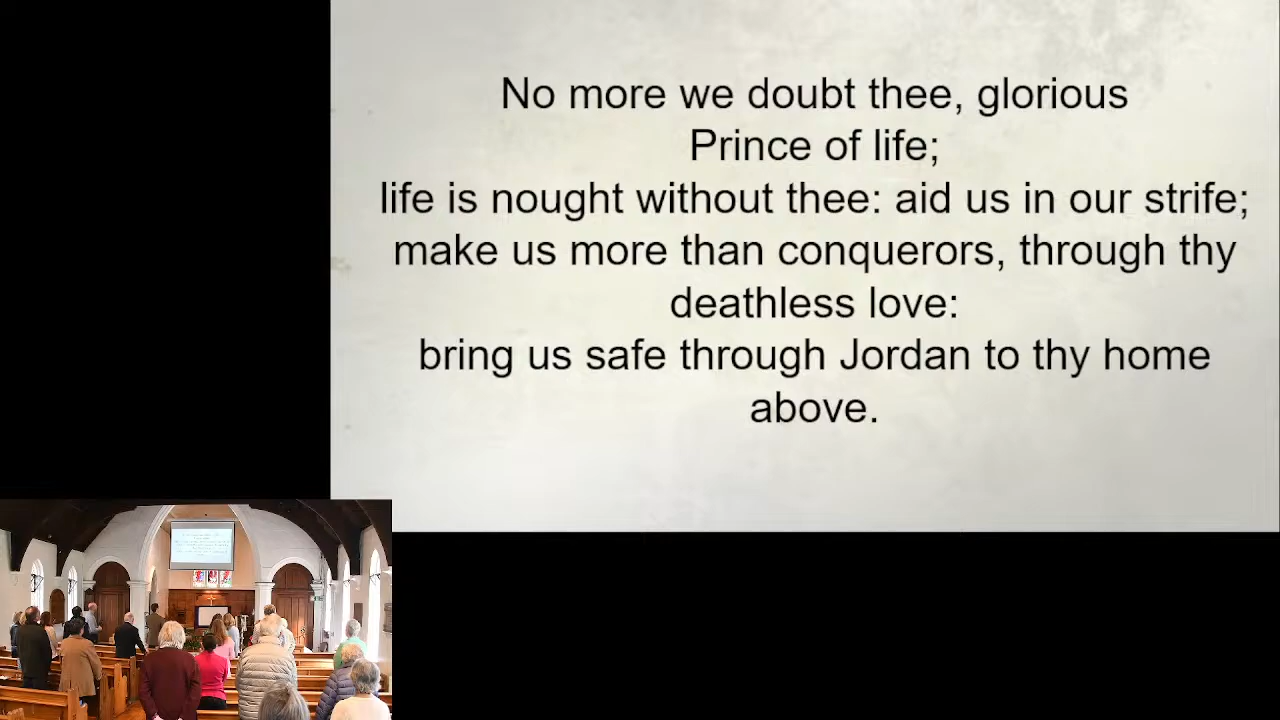 No more we doubt thee, glorious
Prince of life;
life is nought without thee: aid us in our strife;
make us more than conquerors, through thy
deathless love:
bring us safe through Jordan to thy home
above.